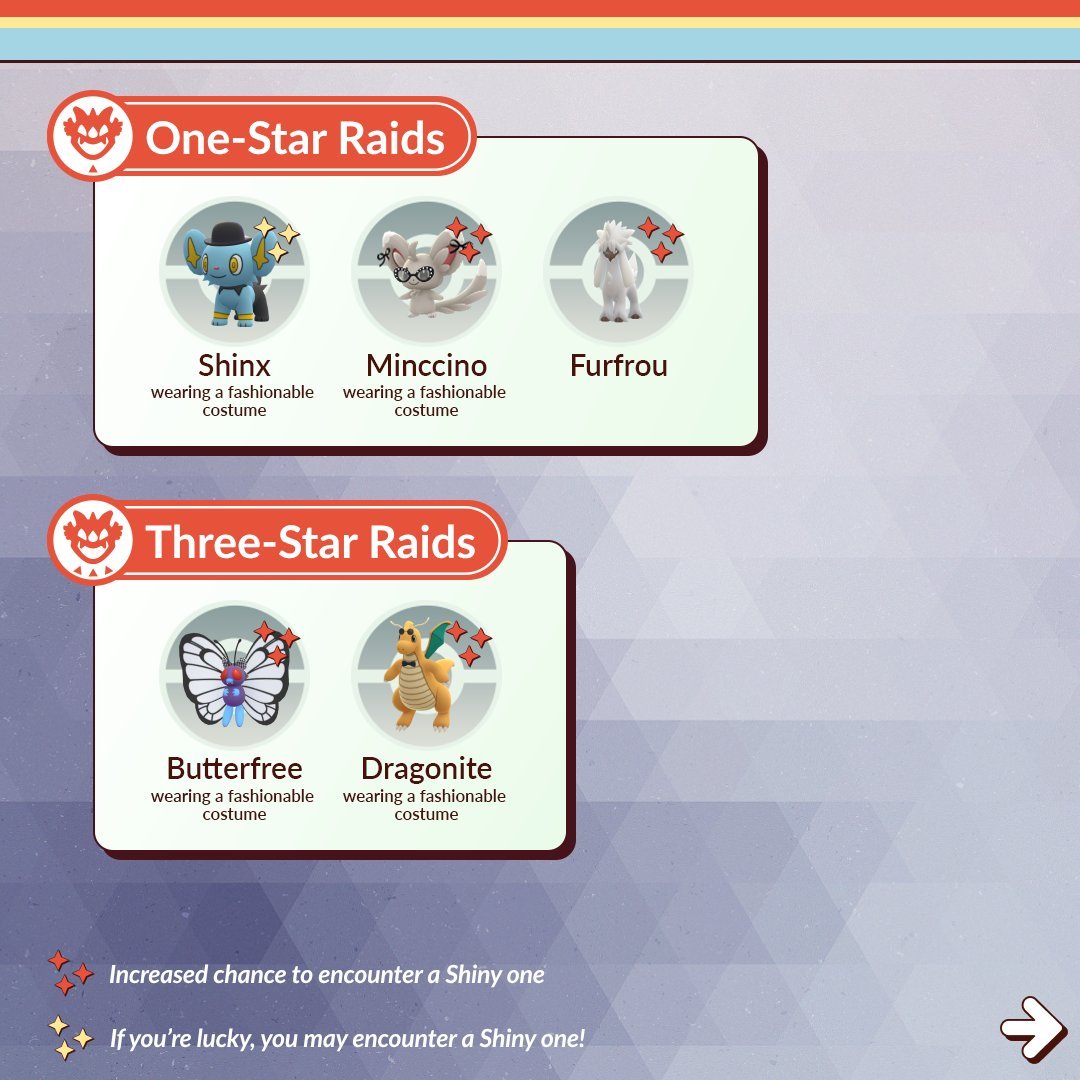 One-Star Raids
Shinx
wearing a fashionable
costume
Minccino
wearing a fashionable
costume
Furfrou
Three-Star Raids
Butterfree
wearing a fashionable
costume
Dragonite
wearing a fashionable
costume
Increased chance to encounter a Shiny one
If you’re lucky, you may encounter a Shiny one!